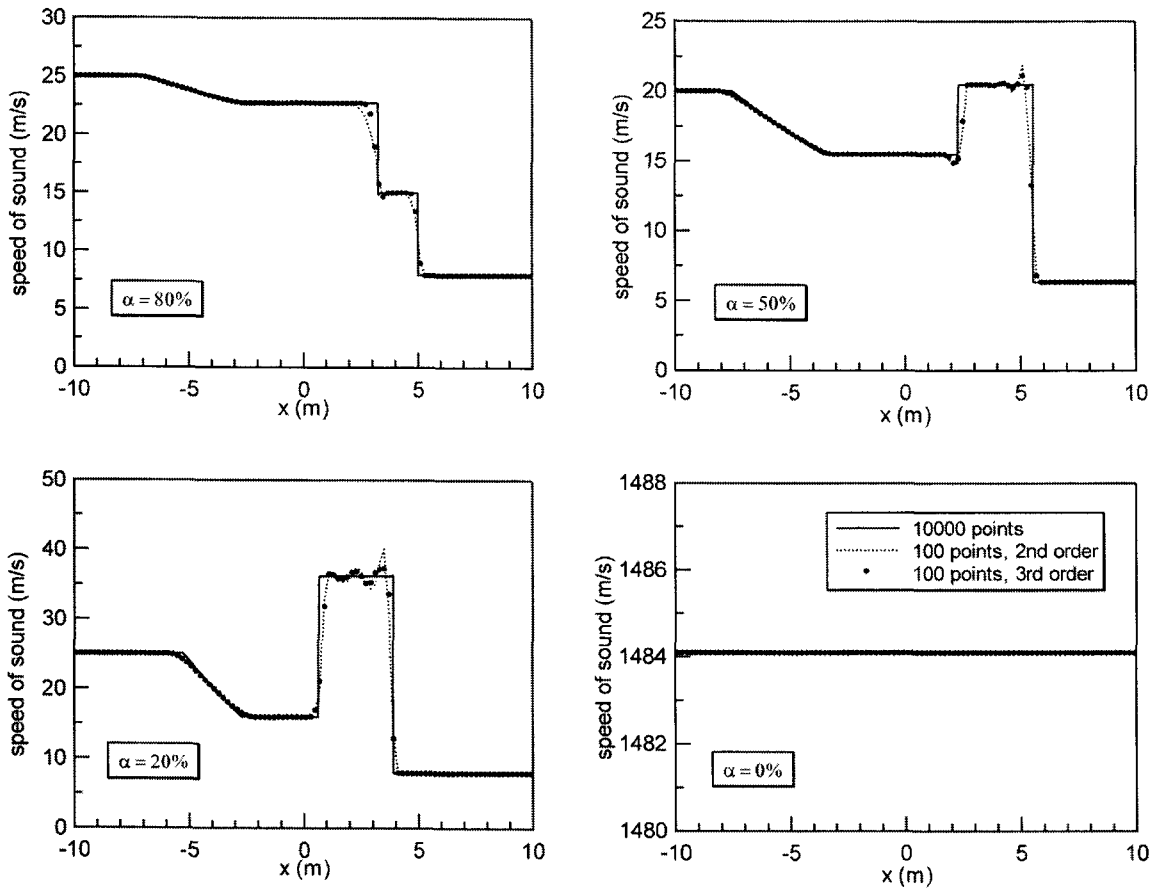 30
25
20
15
10
5
0
speed of sound (m/s)
α = 80%
-10
-5
0
5
10
x (m)
25
20
15
10
5
0
speed of sound (m/s)
α = 50%
-10
-5
0
5
10
x (m)
50
40
30
20
10
0
speed of sound (m/s)
α = 20%
-10
-5
0
5
10
x (m)
1488
1486
1484
1482
1480
speed of sound (m/s)
10000 points
100 points, 2nd order
100 points, 3rd order
α = 0%
-10
-5
0
5
10
x (m)